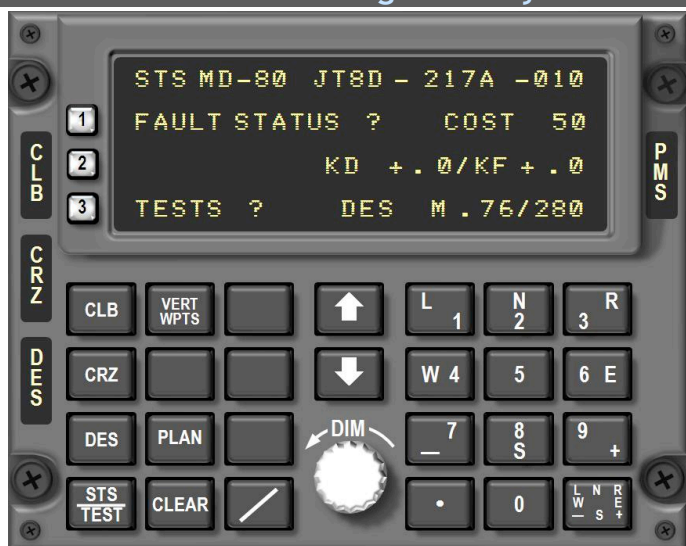 STS MD-80 JT8D - 217A -010
1 FAULT STATUS ? COST 50
2 KD +.0/KF +.0
3 TESTS ? DES M .76/280
CLB
CRZ
DES
PMS
CLB VERT WPTS L 1 N 2 3 R
CRZ W 4 5 6 E
DES PLAN DIM 7 - 8 S 9 +
STS TEST CLEAR / . 0 L N R W E - S +